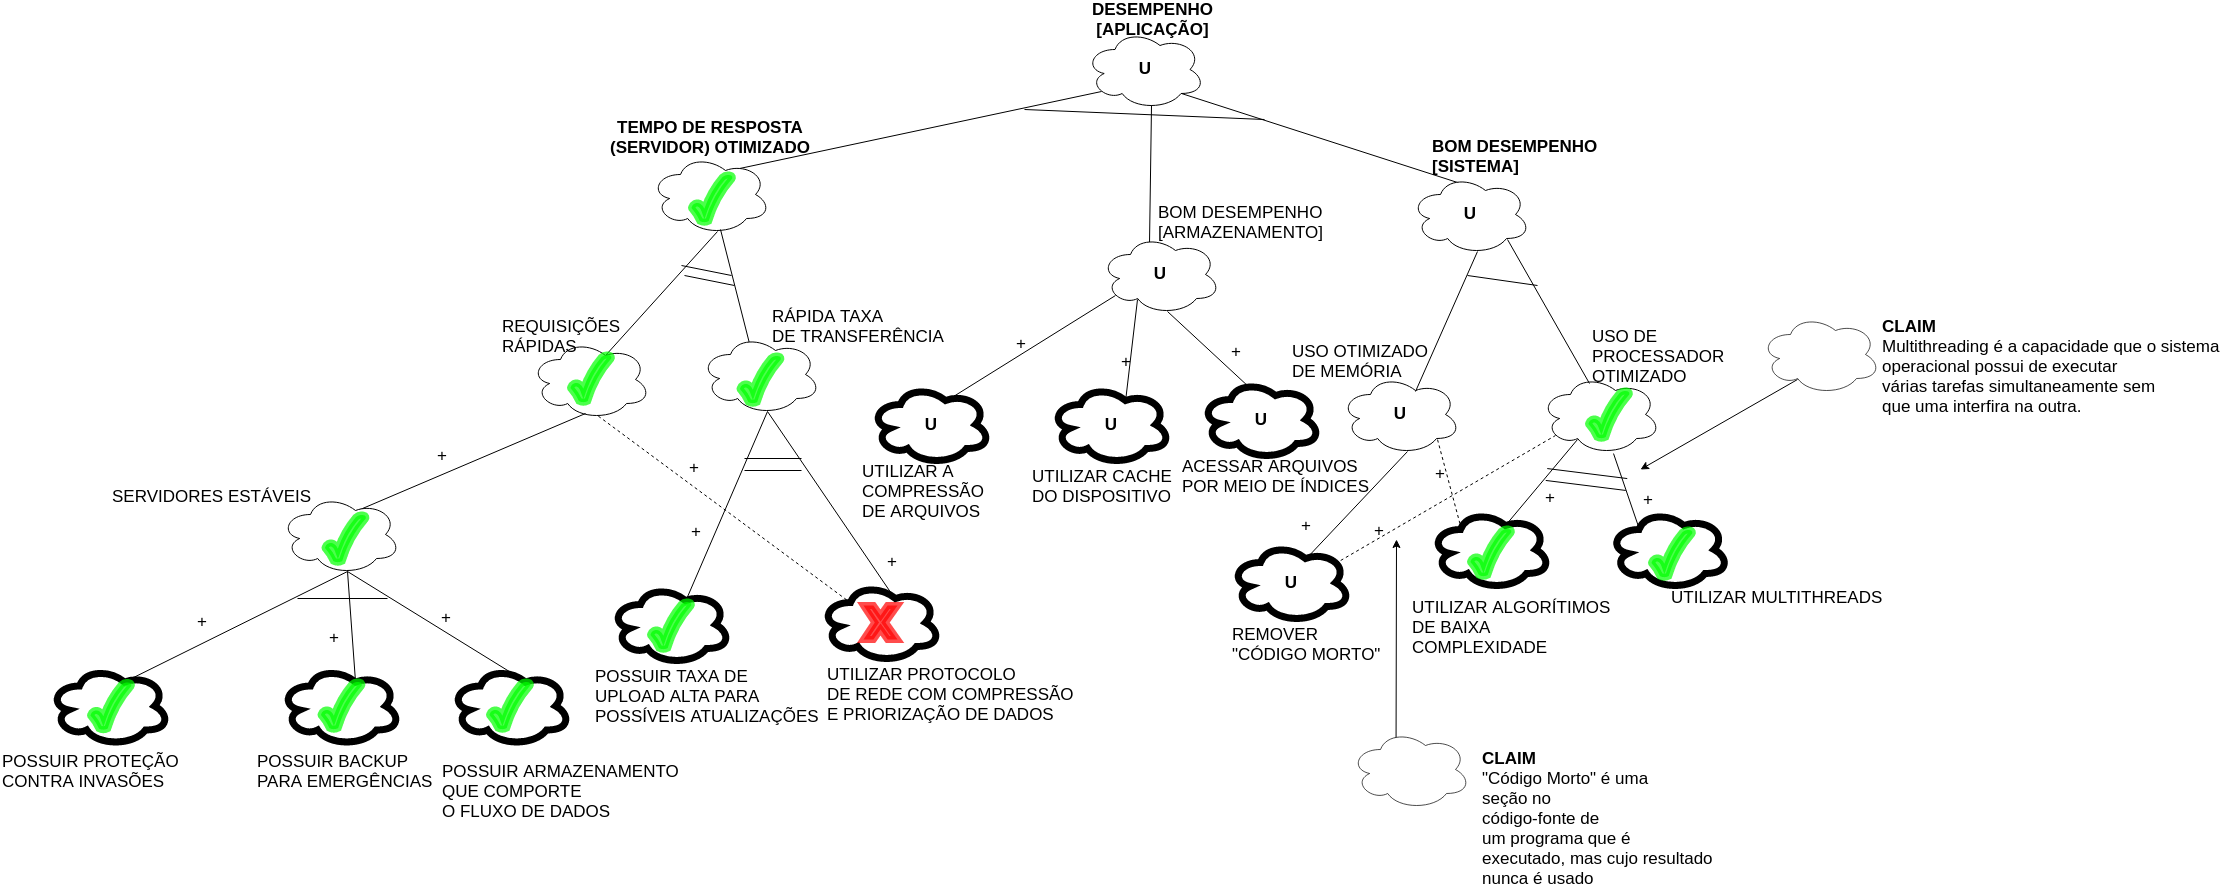 DESEMPENHO
[APLICAÇÃO]
U
TEMPO DE RESPOSTA
(SERVIDOR) OTIMIZADO
BOM DESEMPENHO
[SISTEMA]
U
BOM DESEMPENHO
[ARMAZENAMENTO]
U
REQUISIÇÕES
RÁPIDAS
RÁPIDA TAXA
DE TRANSFERÊNCIA
USO OTIMIZADO
DE MEMÓRIA
U
USO DE
PROCESSADOR
OTIMIZADO
CLAIM
Multithreading é a capacidade que o sistema
operacional possui de executar
várias tarefas simultaneamente sem
que uma interfira na outra.
+
+
+
U
UTILIZAR A
COMPRESSÃO
DE ARQUIVOS
U
UTILIZAR CACHE
DO DISPOSITIVO
U
ACESSAR ARQUIVOS
POR MEIO DE ÍNDICES
+
+
+
+
+
SERVIDORES ESTÁVEIS
+
+
+
+
U
REMOVER
"CÓDIGO MORTO"
UTILIZAR ALGORÍTIMOS
DE BAIXA
COMPLEXIDADE
UTILIZAR MULTITHREADS
+
+
+
POSSUIR TAXA DE
UPLOAD ALTA PARA
POSSÍVEIS ATUALIZAÇÕES
UTILIZAR PROTOCOLO
DE REDE COM COMPRESSÃO
E PRIORIZAÇÃO DE DADOS
POSSUIR PROTEÇÃO
CONTRA INVASÕES
POSSUIR BACKUP
PARA EMERGÊNCIAS
POSSUIR ARMAZENAMENTO
QUE COMPORTE
O FLUXO DE DADOS
CLAIM
"Código Morto" é uma
seção no
código-fonte de
um programa que é
executado, mas cujo resultado
nunca é usado